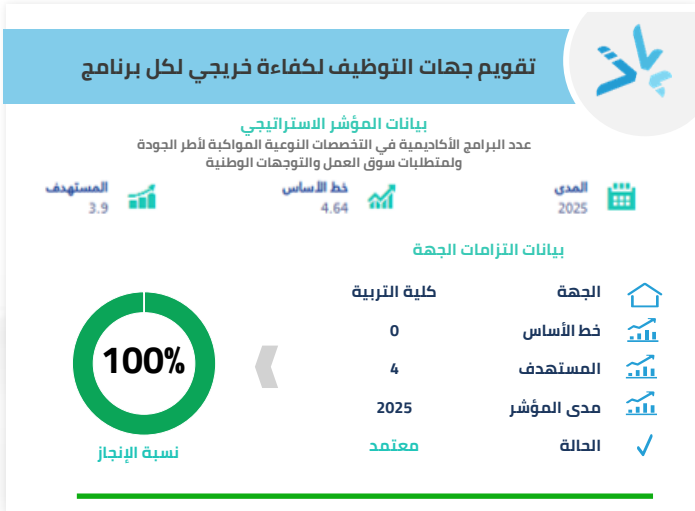 تقويم جهات التوظيف لكفاءة خريجي لكل برنامج
بيانات المؤشر الاستراتيجي
عدد البرامج الأكاديمية في التخصصات النوعية المواكبة لأطر الجودة
ولمتطلبات سوق العمل والتوجهات الوطنية
المدى
2025
خط الأساس
4.64
المستهدف
3.9
بيانات التزامات الجهة
الجهة كلية التربية
خط الأساس 0
المستهدف 4
مدى المؤشر 2025
الحالة معتمد
100%
نسبة الإنجاز